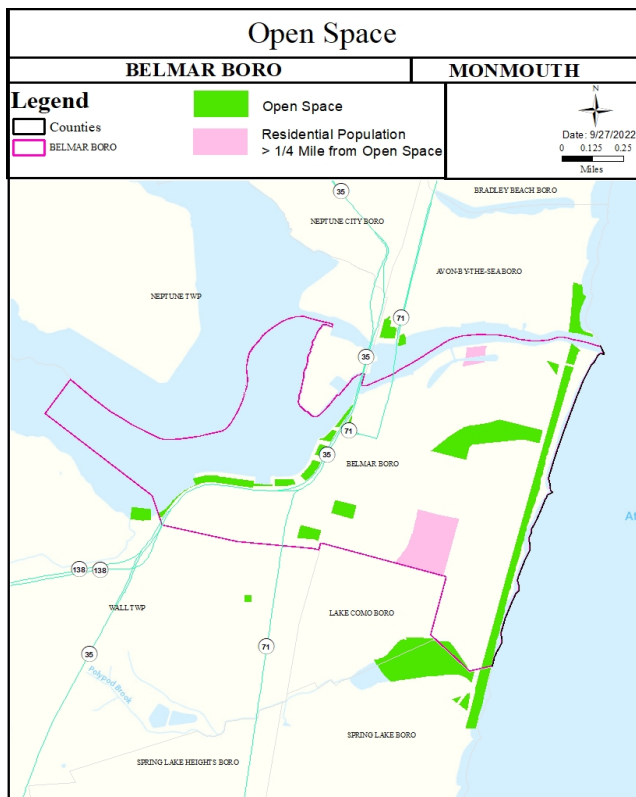 Open Space
BELMAR BORO
MONMOUTH
Legend
Counties
BELMAR BORO
Open Space
Residential Population
> 1/4 Mile from Open Space
N
Date: 9/27/2022
0 0.125 0.25
Miles
BRADLEY BEACH BORO
35
NEPTUNE CITY BORO
AVON-BY-THE-SEA BORO
NEPTUNE TWP
71
35
71
35
BELMAR BORO
At
138 138
WALL TWP
LAKE COMO BORO
35
71
Polypod Brook
SPRING LAKE BORO
SPRING LAKE HEIGHTS BORO